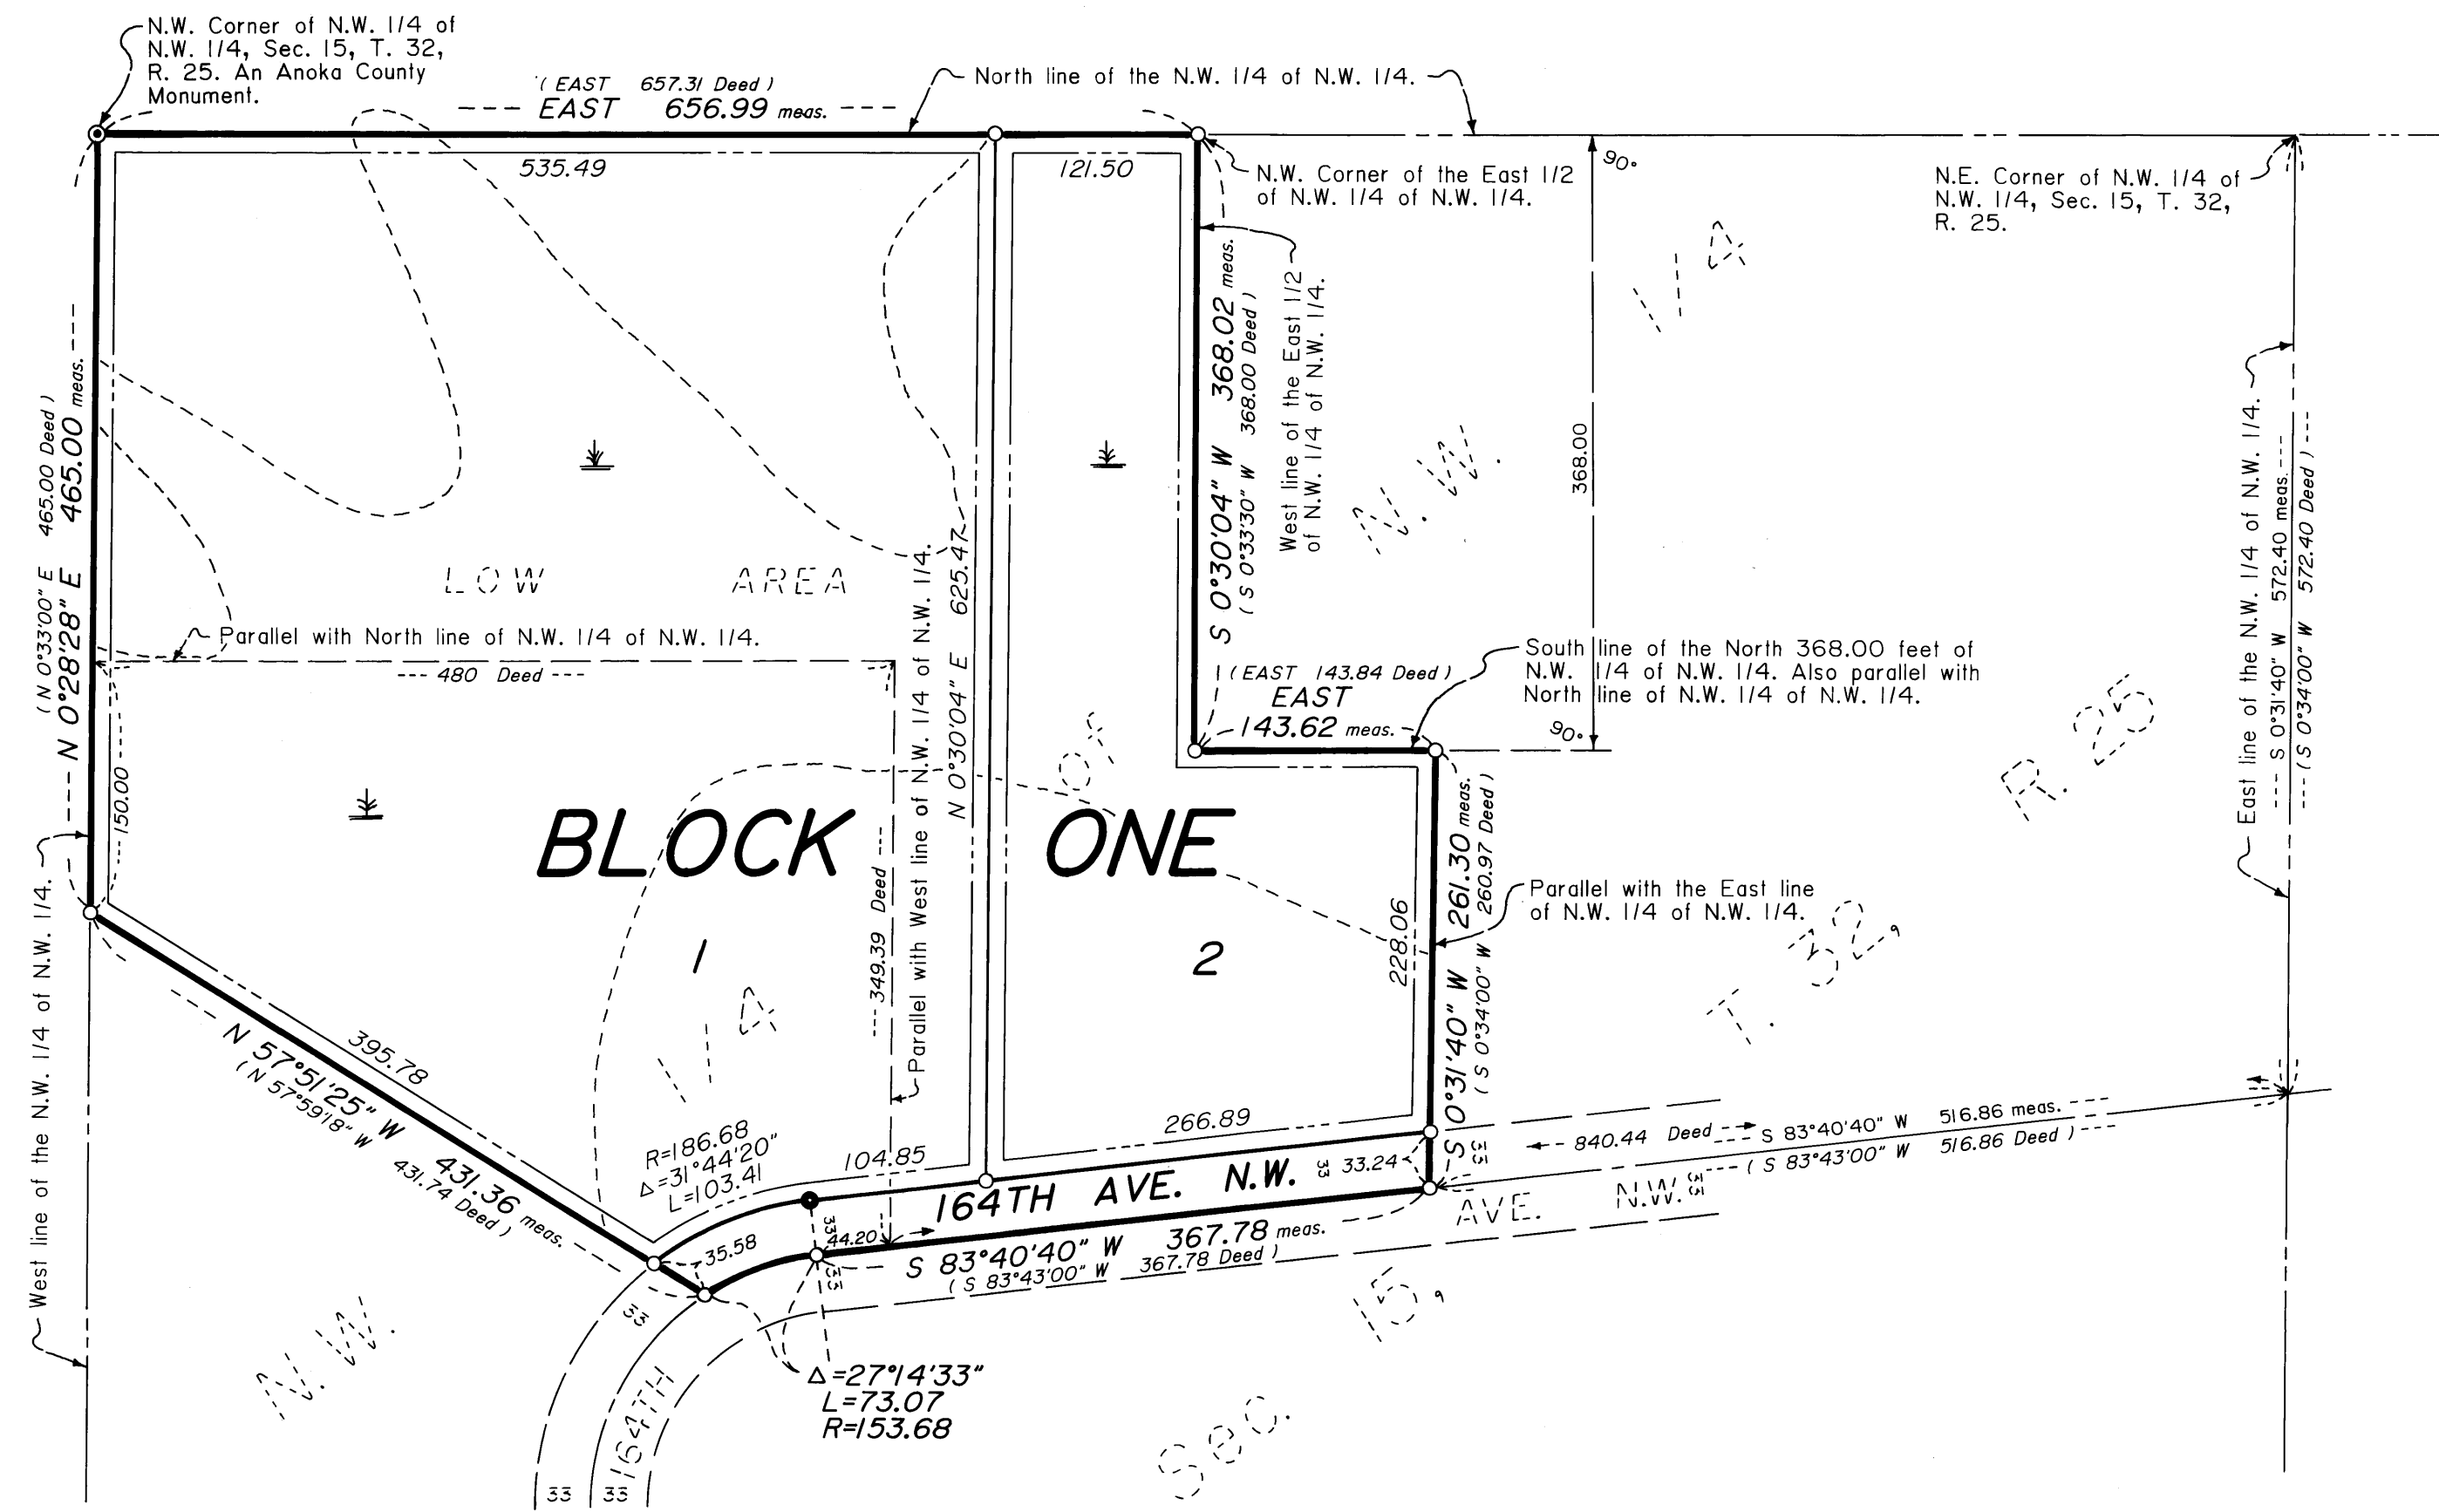 N.W. Corner of N.W. 1/4 of
N.W. 1/4, Sec. 15, T. 32,
R. 25. An Anoka County
Monument.
( EAST 657.31 Deed )
EAST 656.99 meas.
North line of the N.W. 1/4 of N.W. 1/4.
535.49
121.50
N.W. Corner of the East 1/2
of N.W. 1/4 of N.W. 1/4.
90°
N.E. Corner of N.W. 1/4 of
N.W. 1/4, Sec. 15, T. 32,
R. 25.
( N 0°33'00" E 465.00 Deed )
N 0°28'28" E 465.00 meas.
S 0°30'04" W 368.02 meas.
( S 0°33'30" W 368.00 Deed )
West line of the East 1/2
of N.W. 1/4 of N.W. 1/4.
368.00
1/4
N.W.
East line of the N.W. 1/4 of N.W. 1/4.
S 0°31'40" W 572.40 meas.
( S 0°34'00" W 572.40 Deed )
LOW AREA
Parallel with North line of N.W. 1/4 of N.W. 1/4.
480 Deed
150.00
N 0°30'04" E 625.47
Parallel with West line of N.W. 1/4 of N.W. 1/4.
349.39 Deed
( EAST 143.84 Deed )
EAST
143.62 meas.
90°
South line of the North 368.00 feet of
N.W. 1/4 of N.W. 1/4. Also parallel with
North line of N.W. 1/4 of N.W. 1/4.
of
R. 25
BLOCK ONE
1
2
228.06
S 0°31'40" W 261.30 meas.
( S 0°34'00" W 260.97 Deed )
Parallel with the East line
of N.W. 1/4 of N.W. 1/4.
T. 32,
West line of the N.W. 1/4 of N.W. 1/4.
395.78
N 57°51'25" W 431.36 meas.
( N 57°59'18" W 431.74 Deed )
1/4
R=186.68
Δ=31°44'20"
L=103.41
104.85
266.89
164TH AVE. N.W.
33
33.24
33
840.44 Deed
S 83°40'40" W 516.86 meas.
( S 83°43'00" W 516.86 Deed )
AVE. N.W.
33
35.58
33
44.20
33
S 83°40'40" W 367.78 meas.
( S 83°43'00" W 367.78 Deed )
15,
N.W.
33
164TH
33
33
Δ=27°14'33"
L=73.07
R=153.68
Sec.